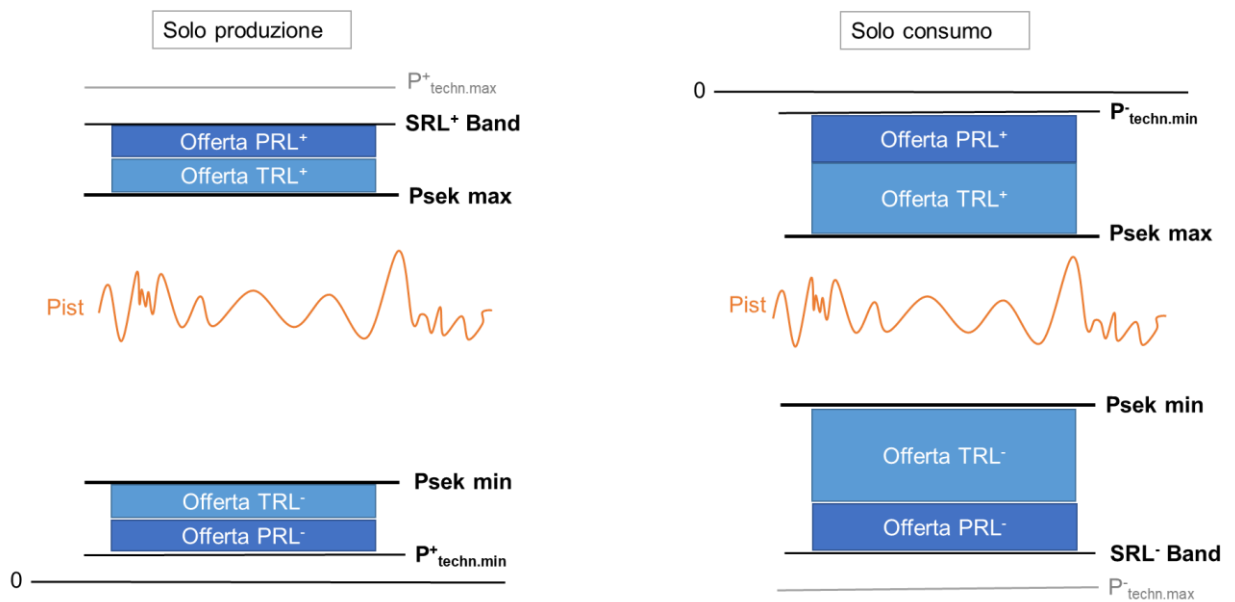 Solo produzione
P⁺techn.max
SRL⁺ Band
Offerta PRL⁺
Offerta TRL⁺
Psek max
Pist
Psek min
Offerta TRL⁻
Offerta PRL⁻
P⁺techn.min
0
Solo consumo
0
P⁻techn.min
Offerta PRL⁺
Offerta TRL⁺
Psek max
Pist
Psek min
Offerta TRL⁻
Offerta PRL⁻
SRL⁻ Band
P⁻techn.max